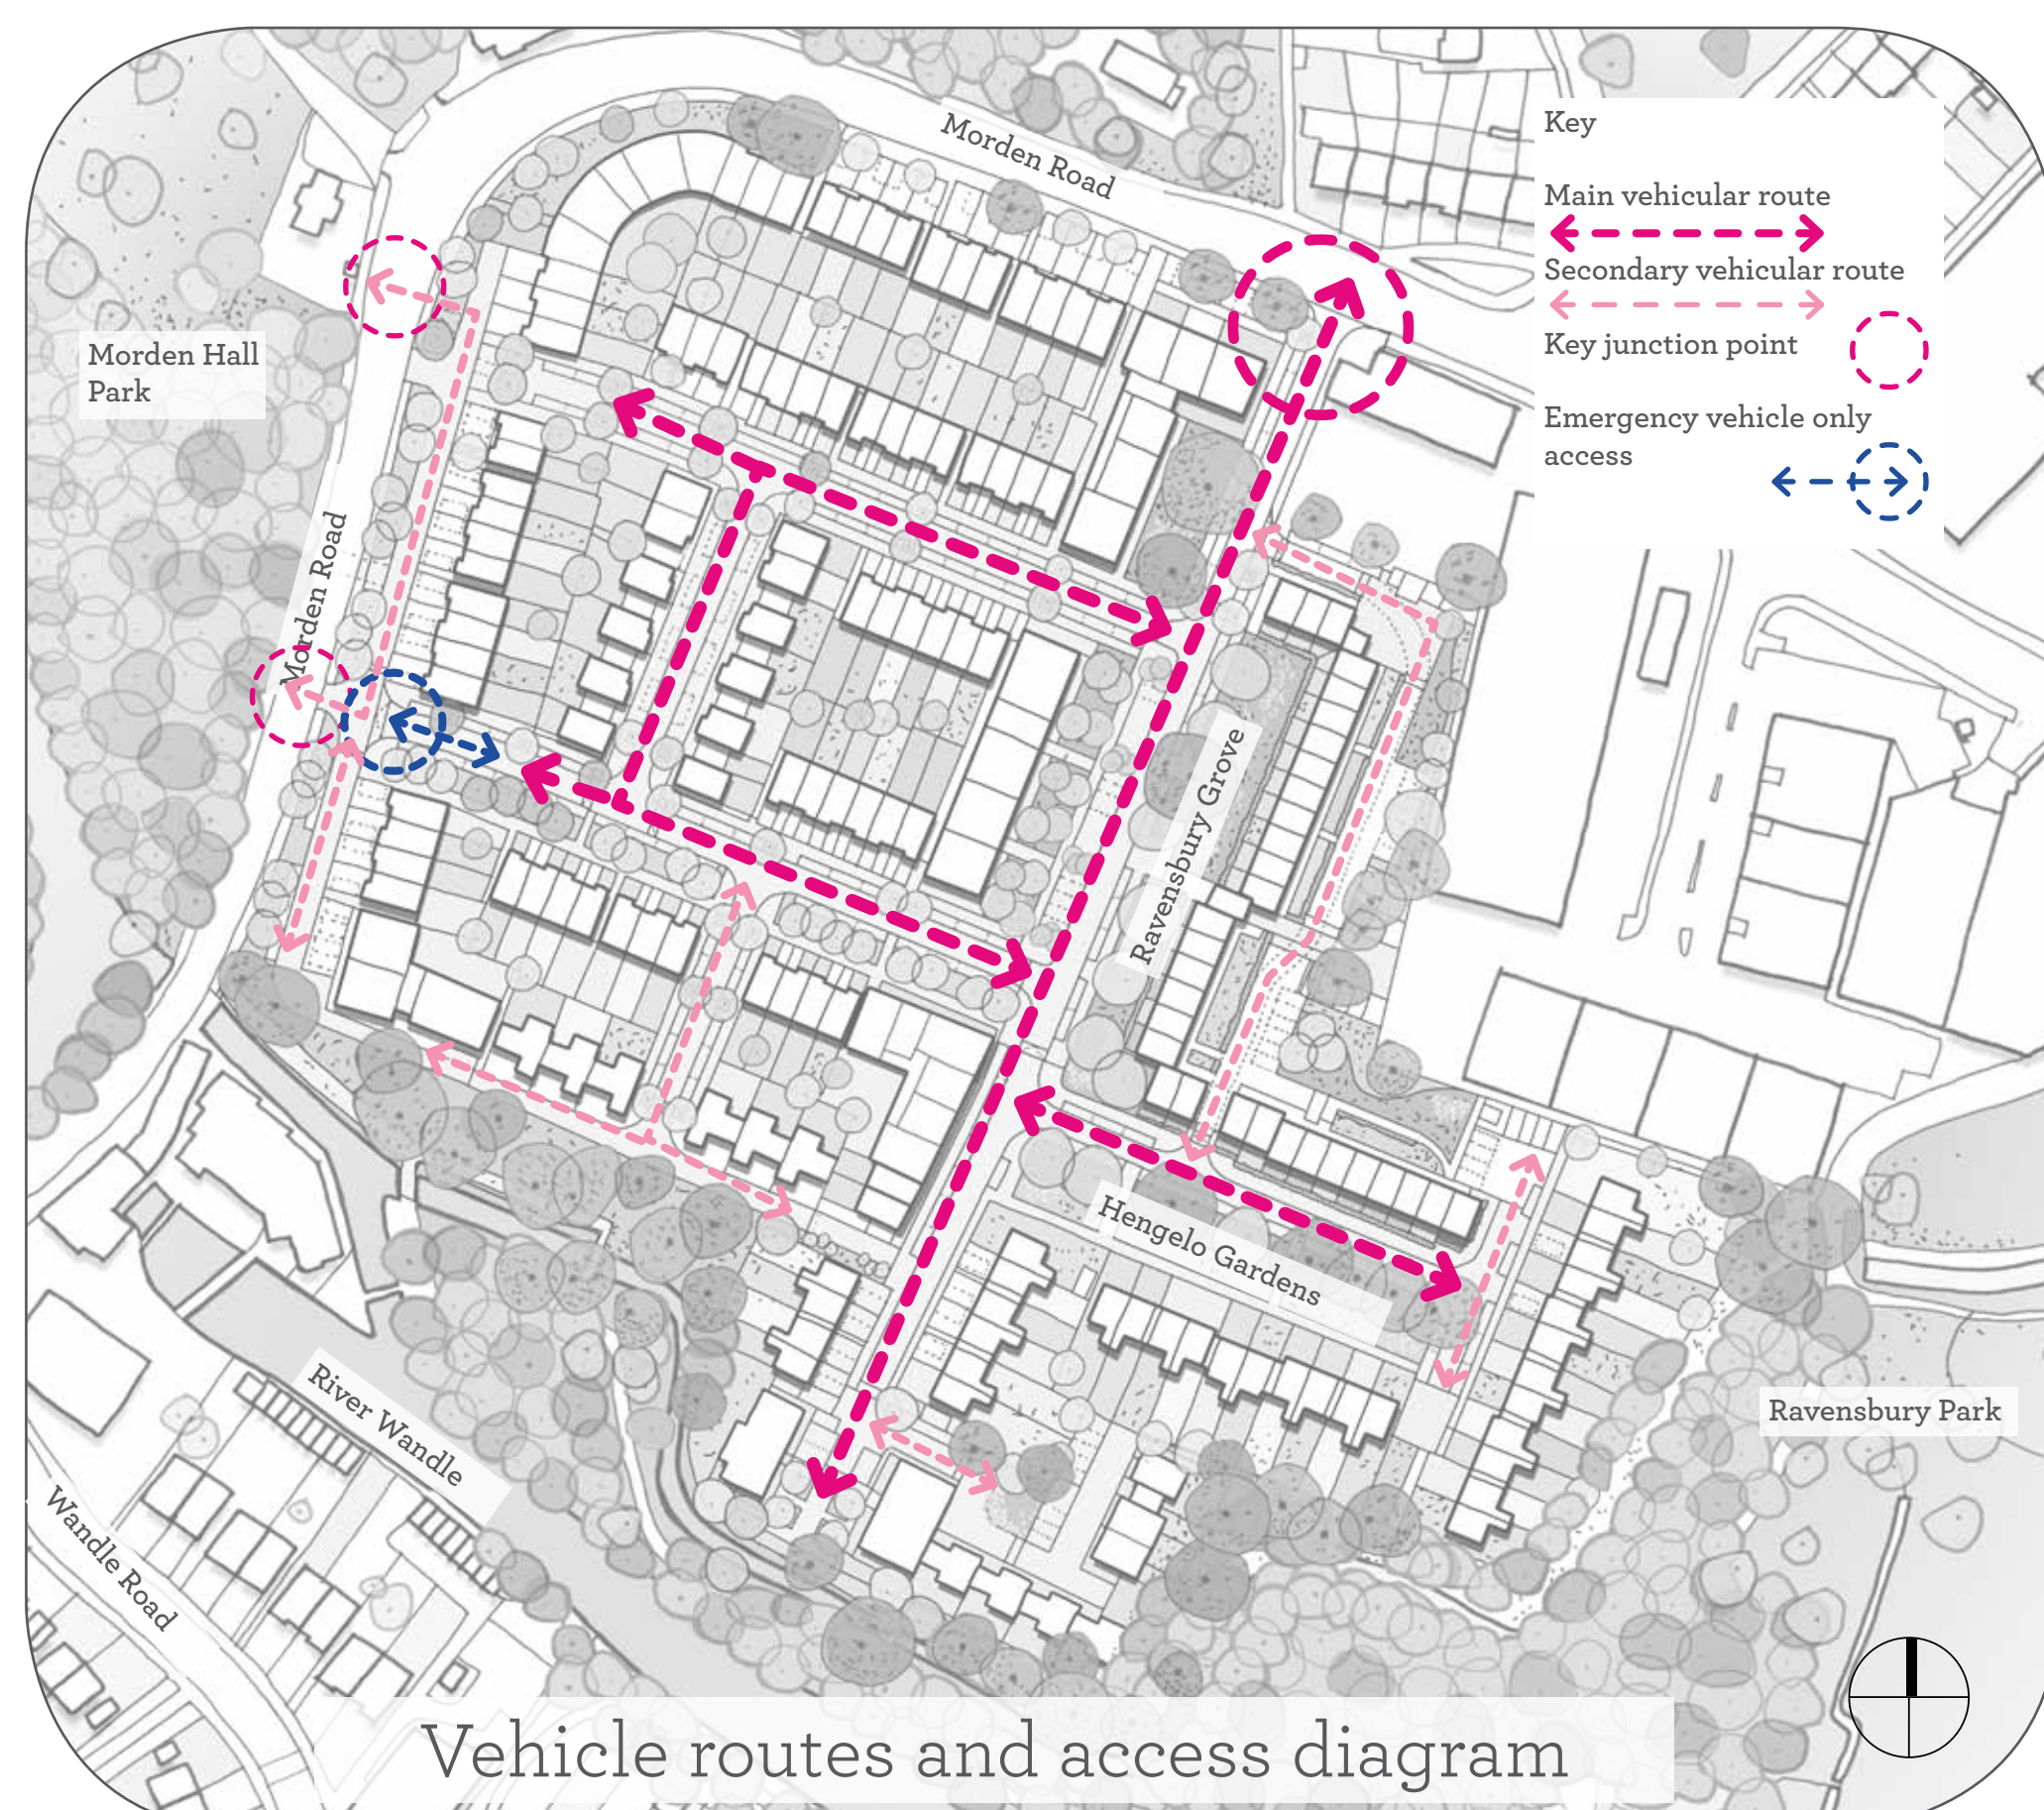 Morden Road
Key
Main vehicular route
Secondary vehicular route
Key junction point
Emergency vehicle only
access
Morden Hall
Park
Morden Road
Ravensbury Grove
Hengelo Gardens
Ravensbury Park
River Wandle
Wandle Road
Vehicle routes and access diagram